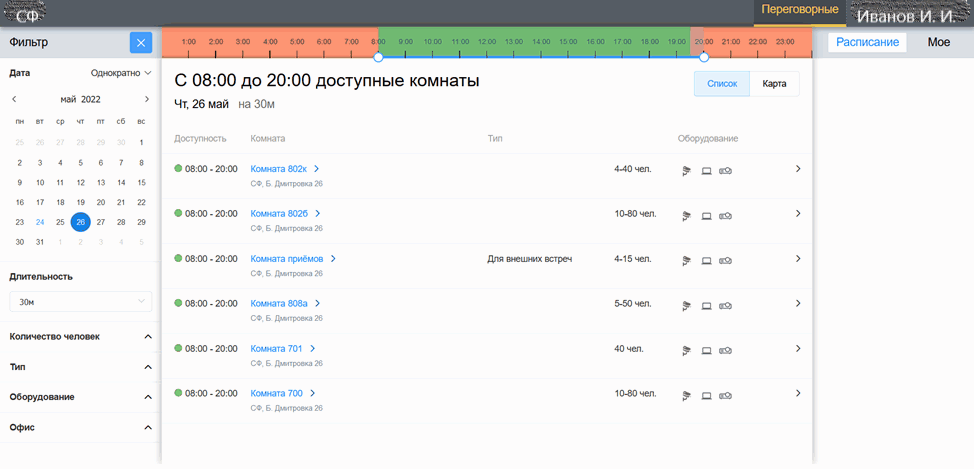 СФ
Переговорные
Иванов И. И.
Фильтр
1:00 2:00 3:00 4:00 5:00 6:00 7:00 8:00 9:00 10:00 11:00 12:00 13:00 14:00 15:00 16:00 17:00 18:00 19:00 20:00 21:00 22:00 23:00
Расписание Мое
Дата Однократно
май 2022
пн вт ср чт пт сб вс
25 26 27 28 29 30 1
2 3 4 5 6 7 8
9 10 11 12 13 14 15
16 17 18 19 20 21 22
23 24 25 26 27 28 29
30 31 1 2 3 4 5
Длительность
30м
Количество человек
Тип
Оборудование
Офис
С 08:00 до 20:00 доступные комнаты
Чт, 26 май на 30м
Список Карта
Доступность Комната Тип Оборудование
08:00 - 20:00 Комната 802к 4-40 чел.
СФ, Б. Дмитровка 26
08:00 - 20:00 Комната 802б 10-80 чел.
СФ, Б. Дмитровка 26
08:00 - 20:00 Комната приёмов Для внешних встреч 4-15 чел.
СФ, Б. Дмитровка 26
08:00 - 20:00 Комната 808а 5-50 чел.
СФ, Б. Дмитровка 26
08:00 - 20:00 Комната 701 40 чел.
СФ, Б. Дмитровка 26
08:00 - 20:00 Комната 700 10-80 чел.
СФ, Б. Дмитровка 26